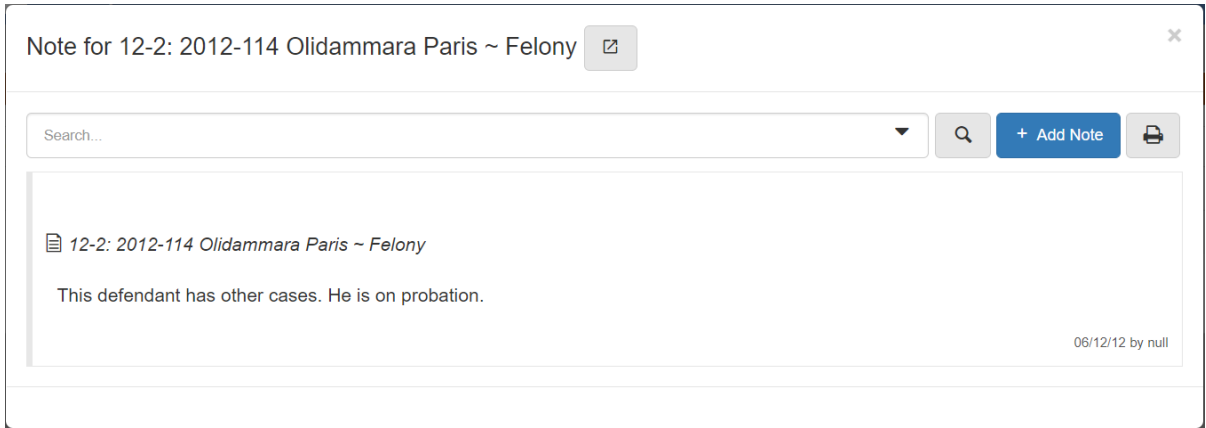 Note for 12-2: 2012-114 Olidammara Paris ~ Felony
×
Search...
+ Add Note
12-2: 2012-114 Olidammara Paris ~ Felony
This defendant has other cases. He is on probation.
06/12/12 by null